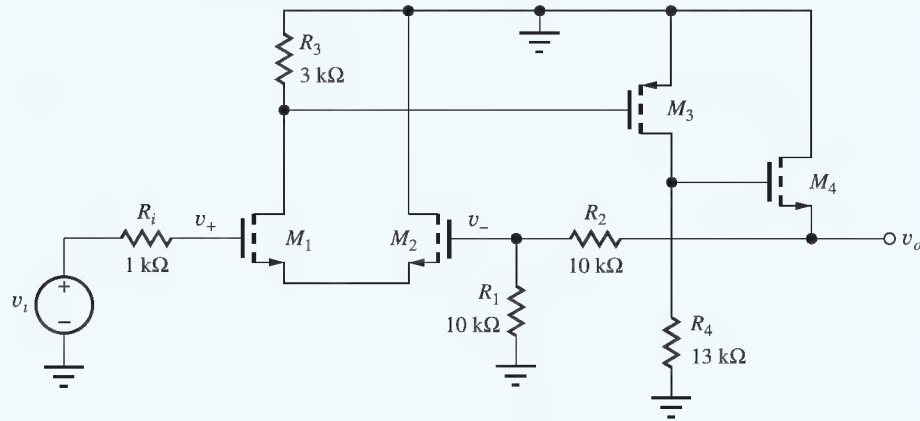 R3
3 kΩ
M3
M4
Ri
v+
1 kΩ
M1
M2
v−
R2
10 kΩ
vo
vi
+
−
R1
10 kΩ
R4
13 kΩ